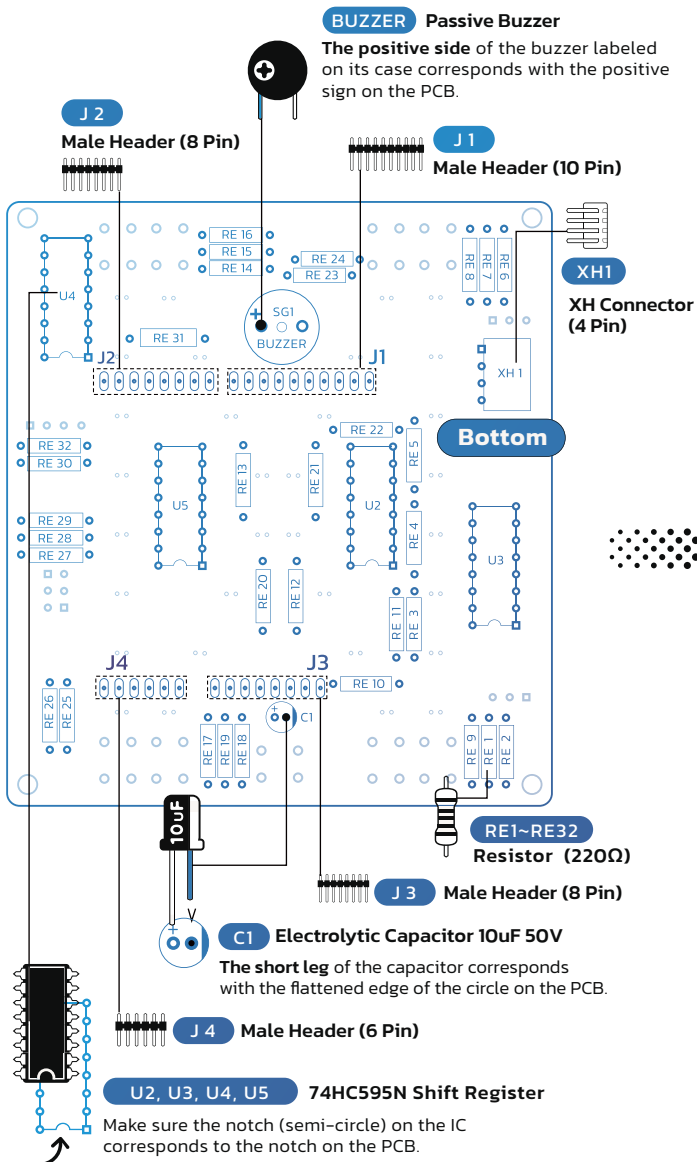 BUZZER Passive Buzzer
The positive side of the buzzer labeled
on its case corresponds with the positive
sign on the PCB.
J 2
Male Header (8 Pin)
J 1
Male Header (10 Pin)
XH1
XH Connector
(4 Pin)
RE 16
RE 15
RE 14
RE 24
RE 23
RE 8
RE 7
RE 6
U4
+
SG1
BUZZER
RE 31
J2
J1
XH 1
Bottom
RE 22
RE 5
RE 32
RE 30
RE 13
RE 21
U5
U2
RE 4
RE 29
RE 28
RE 27
U3
RE 20
RE 12
RE 11
RE 3
J4
J3
RE 10
RE 26
RE 25
+
C1
RE 17
RE 19
RE 18
RE 9
RE 1
RE 2
10uF
RE1~RE32
Resistor (220Ω)
J 3 Male Header (8 Pin)
+
C1 Electrolytic Capacitor 10uF 50V
The short leg of the capacitor corresponds
with the flattened edge of the circle on the PCB.
J 4 Male Header (6 Pin)
U2, U3, U4, U5 74HC595N Shift Register
Make sure the notch (semi-circle) on the IC
corresponds to the notch on the PCB.